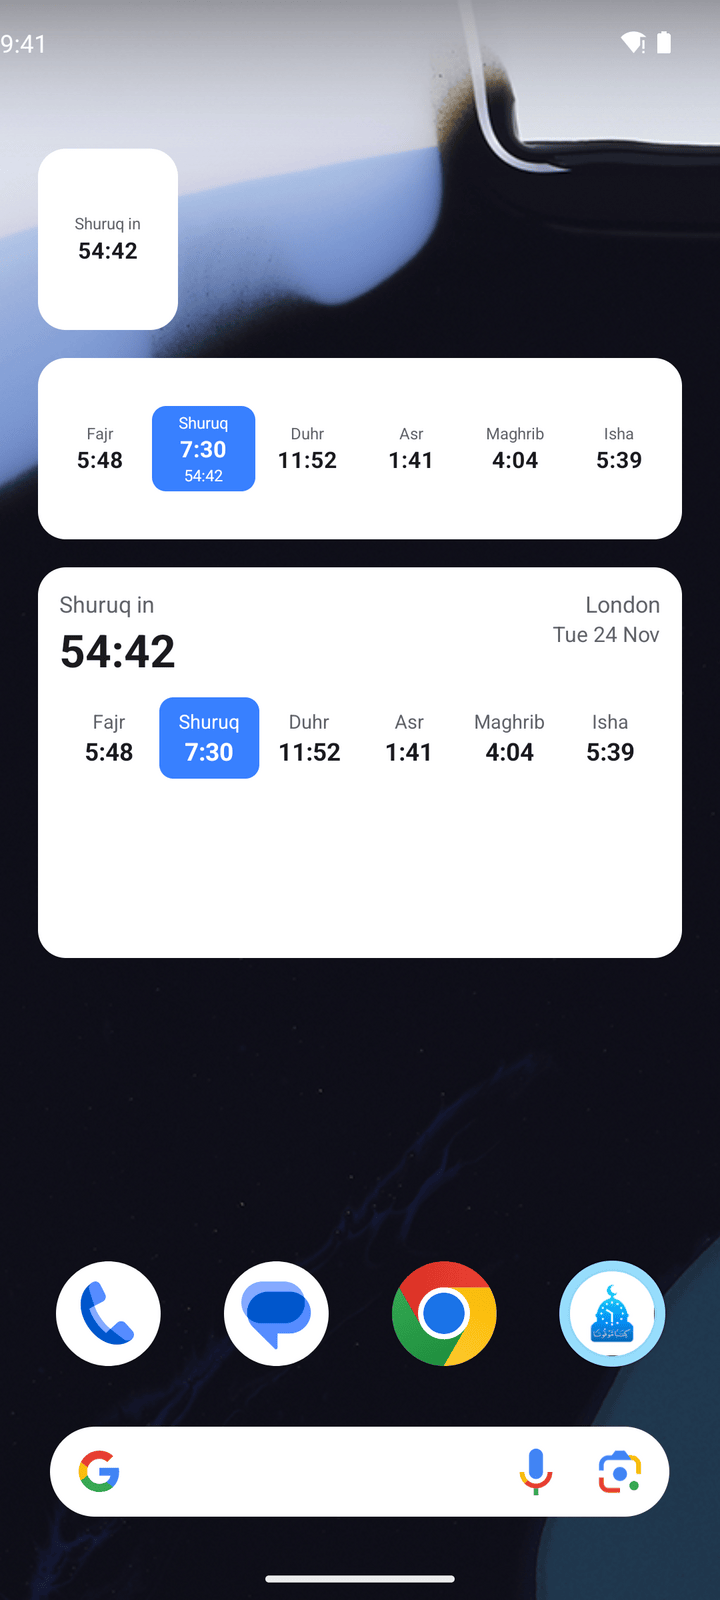 9:41
Shuruq in
54:42
Fajr
5:48
Shuruq
7:30
54:42
Duhr
11:52
Asr
1:41
Maghrib
4:04
Isha
5:39
Shuruq in
54:42
London
Tue 24 Nov
Fajr
5:48
Shuruq
7:30
Duhr
11:52
Asr
1:41
Maghrib
4:04
Isha
5:39